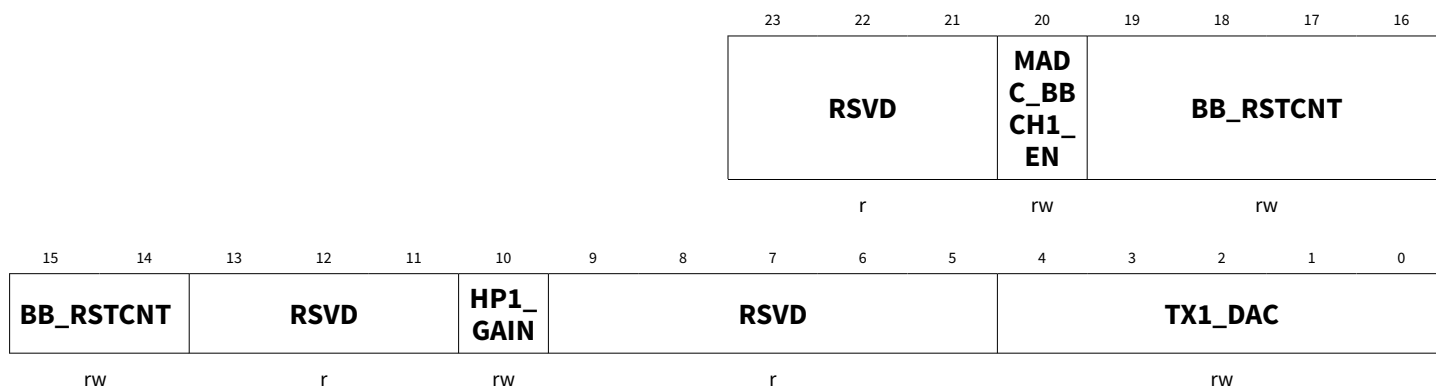 23 22 21 20 19 18 17 16
RSVD MAD BB_RSTCNT
C_BB
CH1_
EN
r rw rw
15 14 13 12 11 10 9 8 7 6 5 4 3 2 1 0
BB_RSTCNT RSVD HP1_ RSVD TX1_DAC
GAIN
rw r rw r rw